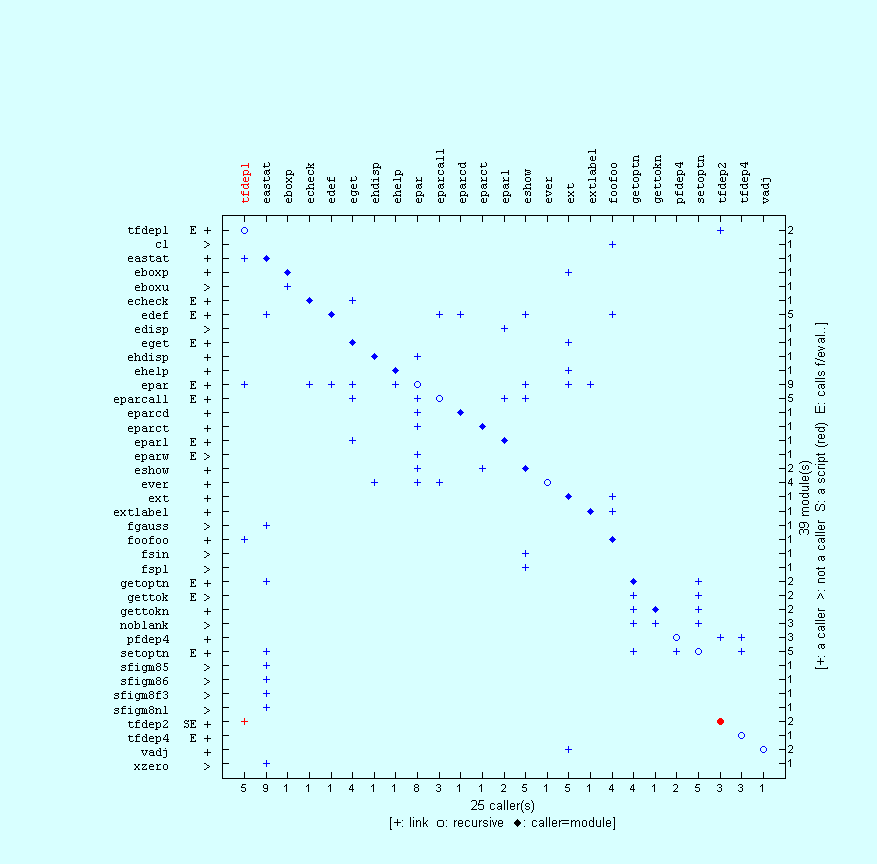 tfdep1
eastat
eboxp
echeck
edef
eget
ehdisp
ehelp
epar
eparcall
eparcd
eparct
eparl
eshow
ever
ext
extlabel
foofoo
getoptn
gettokn
pfdep4
setoptn
tfdep2
tfdep4
vadj
tfdep1 E + 2
cl > 1
eastat + 1
eboxp + 1
eboxu > 1
echeck E + 1
edef E + 5
edisp > 1
eget E + 1
ehdisp + 1
ehelp + 1
epar E + 9
eparcall E + 5
eparcd + 1
eparct + 1
eparl E + 1
eparw E > 1
eshow + 2
ever + 4
ext + 1
extlabel + 1
fgauss > 1
foofoo + 1
fsin > 1
fspl > 1
getoptn E + 2
gettok E > 2
gettokn + 2
noblank > 3
pfdep4 + 3
setoptn E + 5
sfigm85 > 1
sfigm86 > 1
sfigm8f3 > 1
sfigm8nl > 1
tfdep2 SE + 2
tfdep4 E + 1
vadj + 2
xzero > 1
39 module(s)
[+: a caller >: not a caller S: a script (red) E: calls f/eval..]
5 9 1 1 1 4 1 1 8 3 1 1 2 5 1 5 1 4 4 1 2 5 3 3 1
25 caller(s)
[+: link o: recursive ◆: caller=module]